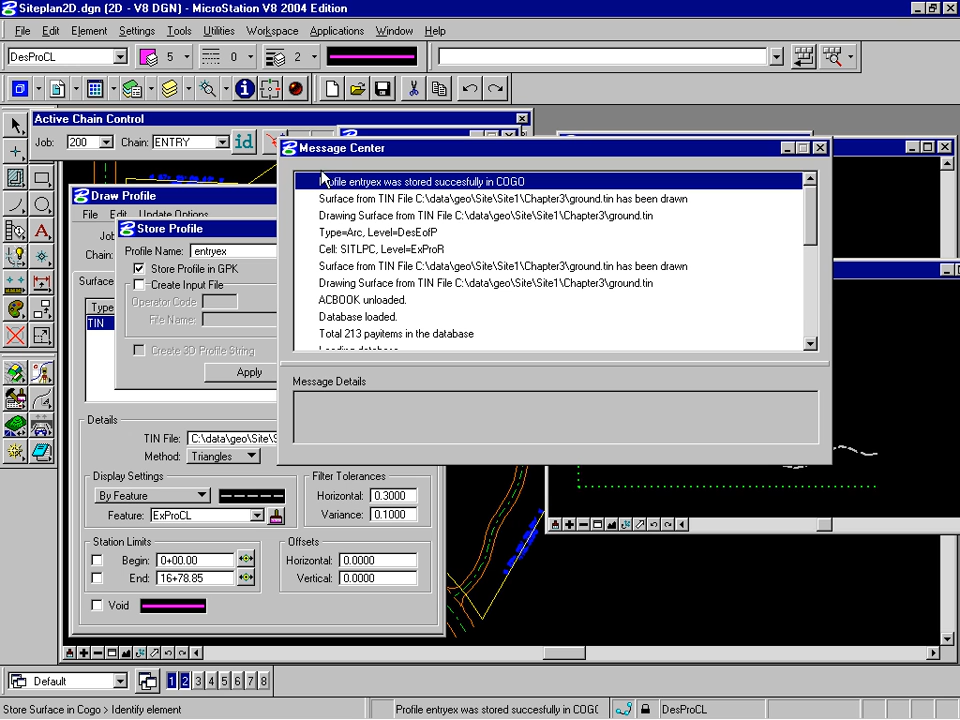 Siteplan2D.dgn (2D - V8 DGN) - MicroStation V8 2004 Edition
File Edit Element Settings Tools Utilities Workspace Applications Window Help
DesProCL 5 0 2
Active Chain Control
Job: 200 Chain: ENTRY id
Message Center
Profile entryex was stored succesfully in COGO
Surface from TIN File C:\data\geo\Site\Site1\Chapter3\ground.tin has been drawn
Drawing Surface from TIN File C:\data\geo\Site\Site1\Chapter3\ground.tin
Type=Arc, Level=DesEofP
Cell: SITLPC, Level=ExProR
Surface from TIN File C:\data\geo\Site\Site1\Chapter3\ground.tin has been drawn
Drawing Surface from TIN File C:\data\geo\Site\Site1\Chapter3\ground.tin
ACBOOK unloaded.
Database loaded.
Total 213 payitems in the database
Message Details
Draw Profile
File Edit Update Options
Chain:
Surface
Type
TIN
Store Profile
Profile Name: entryex
Store Profile in GPK
Create Input File
Operator Code
File Name:
Create 3D Profile String
Apply
Details
TIN File: C:\data\geo\Site\S
Method: Triangles
Display Settings
By Feature
Feature: ExProCL
Filter Tolerances
Horizontal: 0.3000
Variance: 0.1000
Station Limits
Begin: 0+00.00
End: 16+78.85
Offsets
Horizontal: 0.0000
Vertical: 0.0000
Void
Default 1 2 3 4 5 6 7 8
Store Surface in Cogo > Identify element Profile entryex was stored succesfully in COG DesProCL